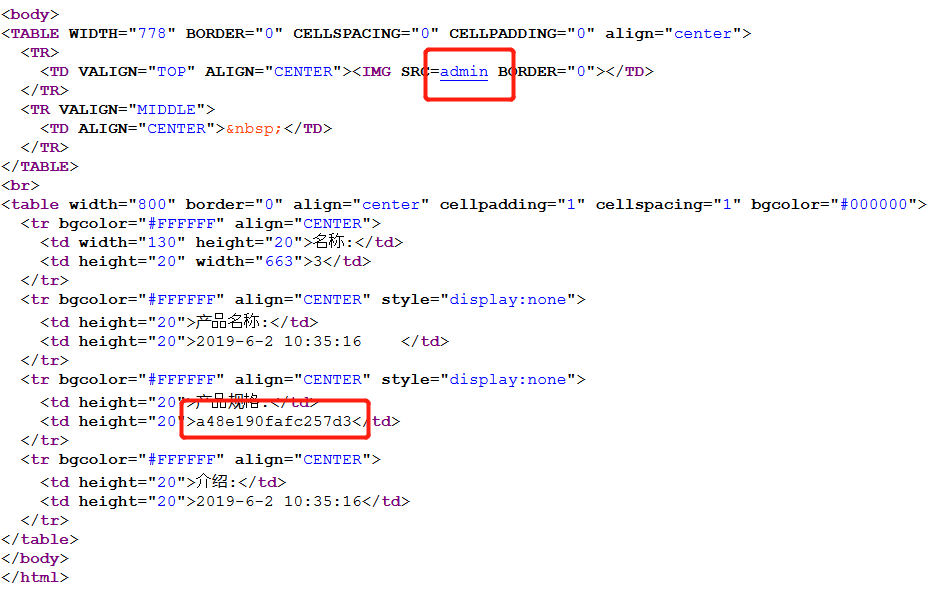 <body>
<TABLE WIDTH="778" BORDER="0" CELLSPACING="0" CELLPADDING="0" align="center">
<TR>
<TD VALIGN="TOP" ALIGN="CENTER"><IMG SRC=admin BORDER="0"></TD>
</TR>
<TR VALIGN="MIDDLE">
<TD ALIGN="CENTER">&nbsp;</TD>
</TR>
</TABLE>
<br>
<table width="800" border="0" align="center" cellpadding="1" cellspacing="1" bgcolor="#000000">
<tr bgcolor="#FFFFFF" align="CENTER">
<td width="130" height="20">名称:</td>
<td height="20" width="663">3</td>
</tr>
<tr bgcolor="#FFFFFF" align="CENTER" style="display:none">
<td height="20">产品名称:</td>
<td height="20">2019-6-2 10:35:16    </td>
</tr>
<tr bgcolor="#FFFFFF" align="CENTER" style="display:none">
<td height="20">产品规格:</td>
<td height="20">a48e190fafc257d3</td>
</tr>
<tr bgcolor="#FFFFFF" align="CENTER">
<td height="20">介绍:</td>
<td height="20">2019-6-2 10:35:16</td>
</tr>
</table>
</body>
</html>